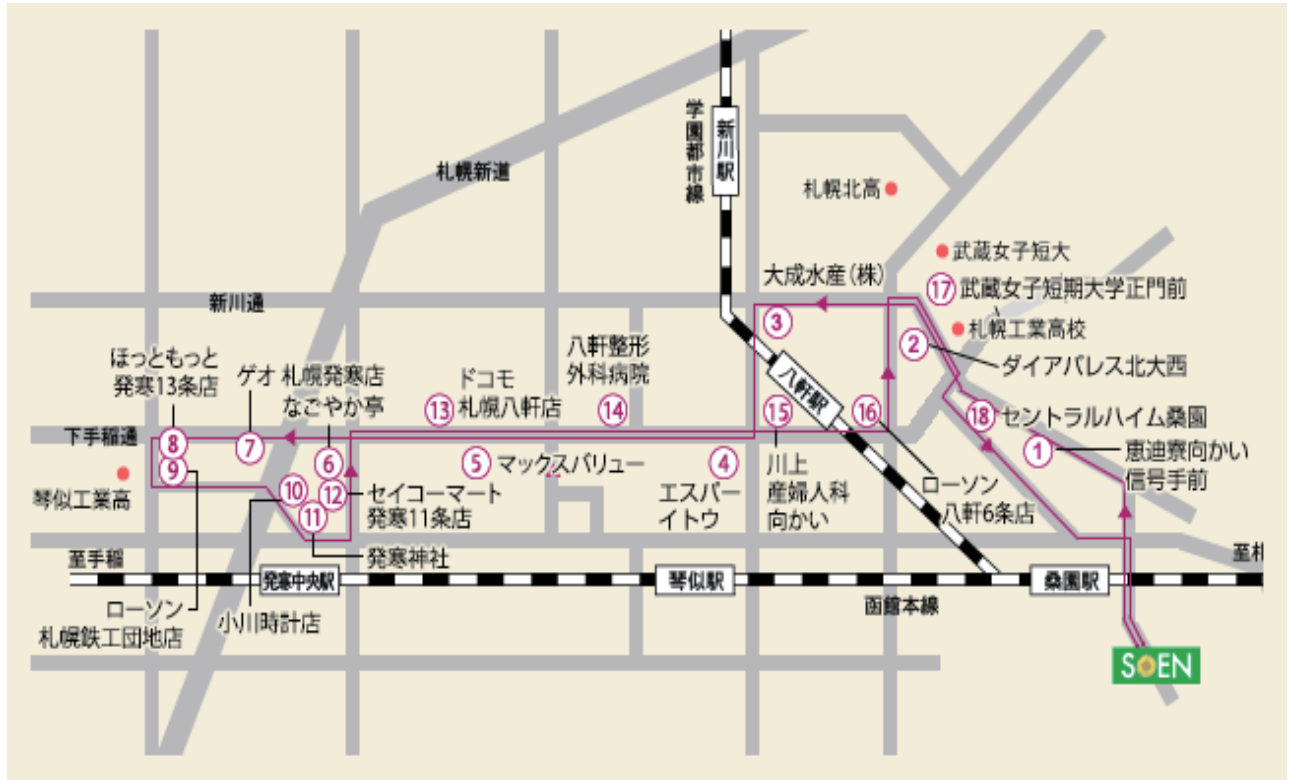 学園都市線
新川駅
札幌新道
札幌北高
武蔵女子短大
大成水産(株)
⑰ 武蔵女子短期大学正門前
新川通
③
札幌工業高校
②
ダイアパレス北大西
ほっともっと
発寒13条店
ゲオ 札幌発寒店
なごやか亭
ドコモ
札幌八軒店
⑬
八軒整形
外科病院
⑭
八軒駅
⑮
⑯
⑱ セントラルハイム桑園
①
恵迪寮向かい
信号手前
下手稲通
⑧
⑦
⑥
⑤ マックスバリュー
④
エスパー
イトウ
川上
産婦人科
向かい
ローソン
八軒6条店
琴似工業高
⑨
⑩
⑪
⑫
セイコーマート
発寒11条店
発寒神社
至手稲
発寒中央駅
琴似駅
函館本線
桑園駅
至札
ローソン
札幌鉄工団地店
小川時計店
SOEN